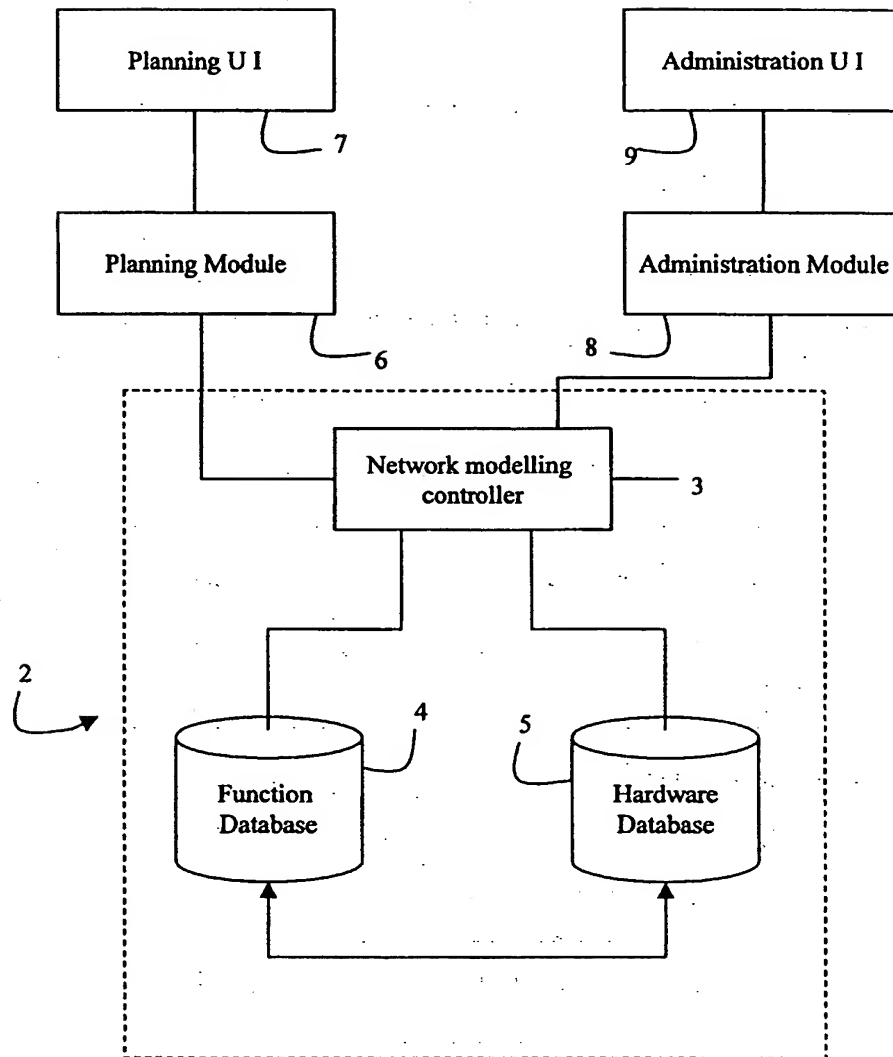 Planning U I
Administration U I
7
9
Planning Module
Administration Module
6
8
Network modelling
controller
3
2
4
5
Function
Database
Hardware
Database